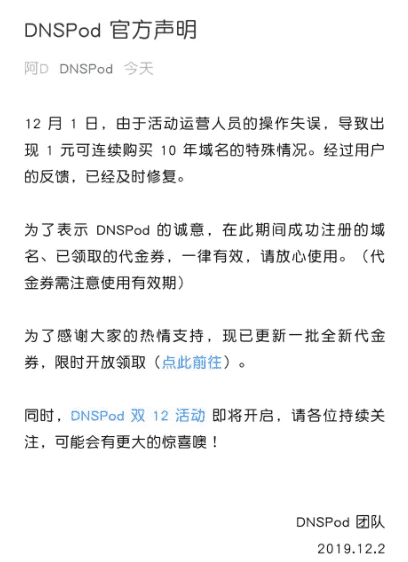 DNSPod 官方声明
阿D DNSPod 今天
12 月 1 日，由于活动运营人员的操作失误，导致出
现 1 元可连续购买 10 年域名的特殊情况。经过用户
的反馈，已经及时修复。
为了表示 DNSPod 的诚意，在此期间成功注册的域
名、已领取的代金券，一律有效，请放心使用。（代
金券需注意使用有效期）
为了感谢大家的热情支持，现已更新一批全新代金
券，限时开放领取（点此前往）。
同时，DNSPod 双 12 活动 即将开启，请各位持续关
注，可能会有更大的惊喜噢！
DNSPod 团队
2019.12.2